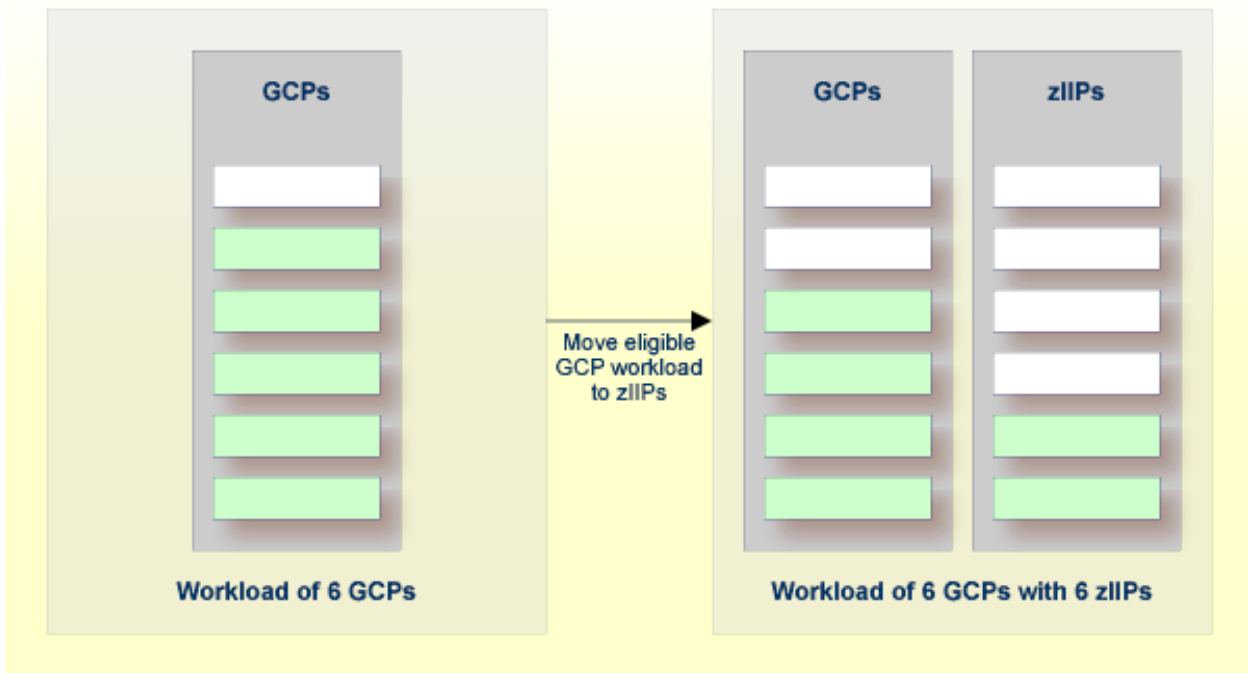 GCPs
GCPs
zIIPs
Move eligible
GCP workload
to zIIPs
Workload of 6 GCPs
Workload of 6 GCPs with 6 zIIPs